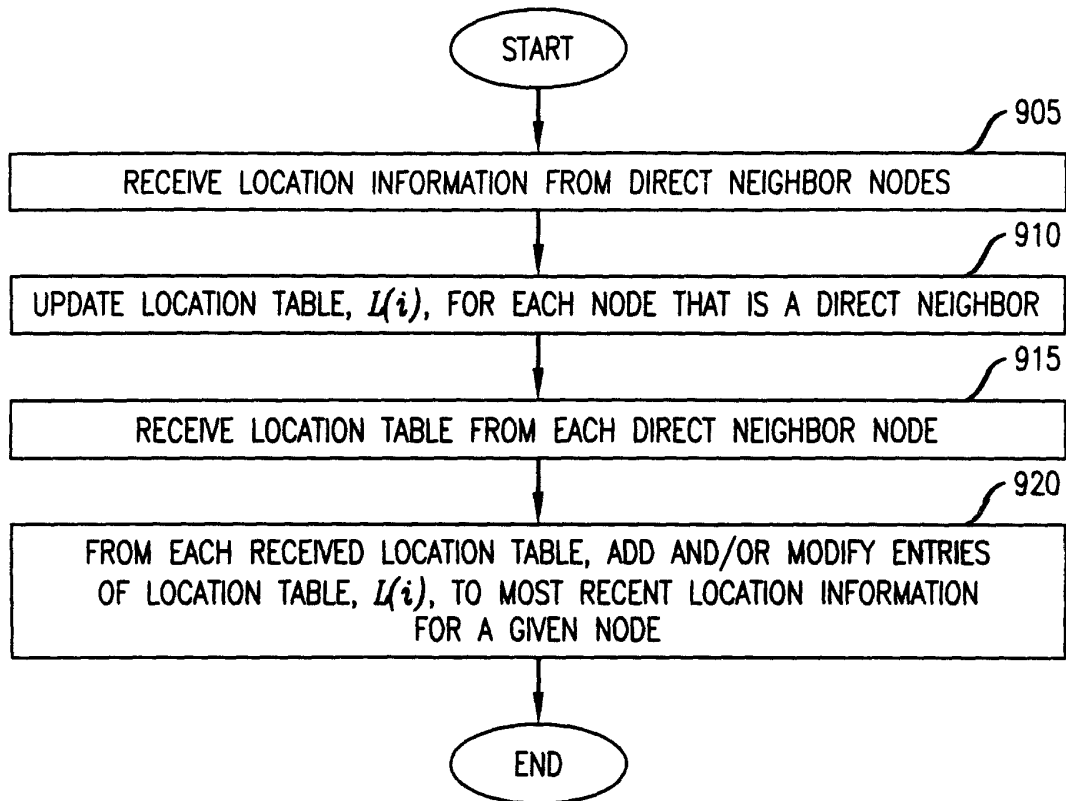 START
905
RECEIVE LOCATION INFORMATION FROM DIRECT NEIGHBOR NODES
910
UPDATE LOCATION TABLE, L(i), FOR EACH NODE THAT IS A DIRECT NEIGHBOR
915
RECEIVE LOCATION TABLE FROM EACH DIRECT NEIGHBOR NODE
920
FROM EACH RECEIVED LOCATION TABLE, ADD AND/OR MODIFY ENTRIES
OF LOCATION TABLE, L(i), TO MOST RECENT LOCATION INFORMATION
FOR A GIVEN NODE
END